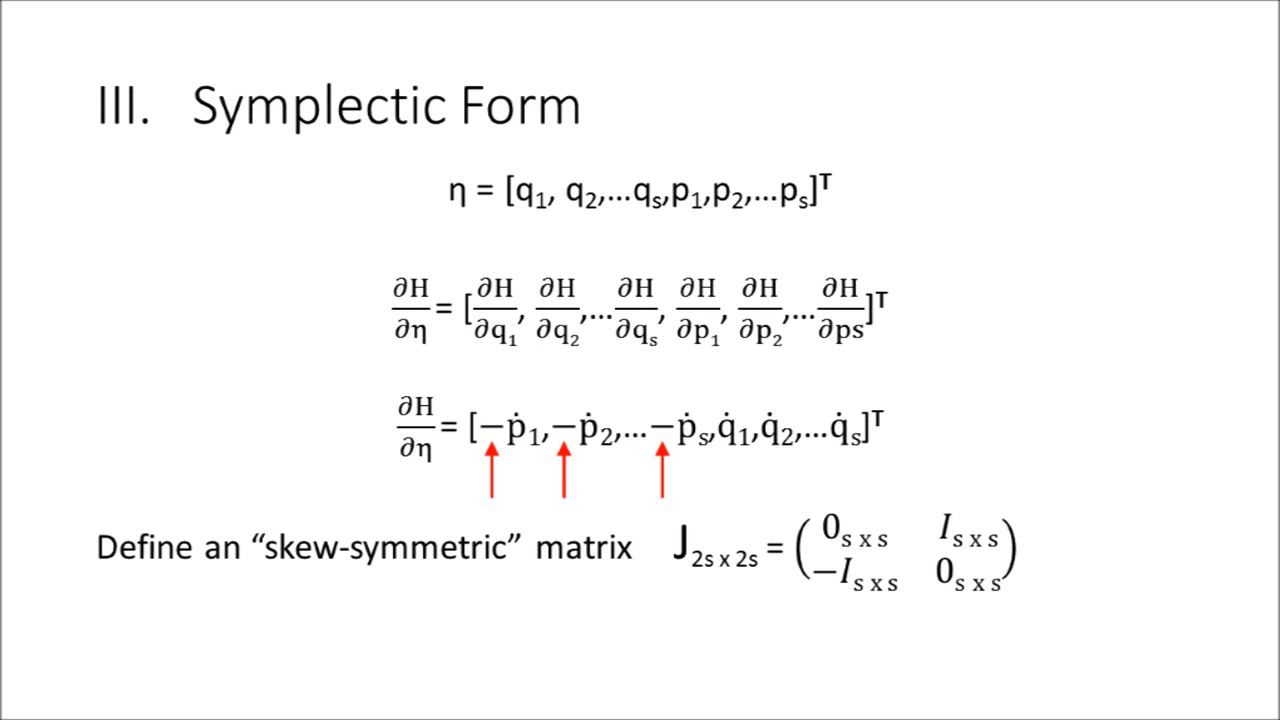 III. Symplectic Form
η = [q₁, q₂,...qₛ,p₁,p₂,...pₛ]ᵀ
∂H/∂η = [∂H/∂q₁, ∂H/∂q₂,...∂H/∂qₛ, ∂H/∂p₁, ∂H/∂p₂,...∂H/∂ps]ᵀ
∂H/∂η = [−ṗ₁,−ṗ₂,...−ṗₛ,q̇₁,q̇₂,...q̇ₛ]ᵀ
Define an “skew-symmetric” matrix J₂ₛ ₓ ₂ₛ = (0ₛ ₓ ₛ Iₛ ₓ ₛ
−Iₛ ₓ ₛ 0ₛ ₓ ₛ)